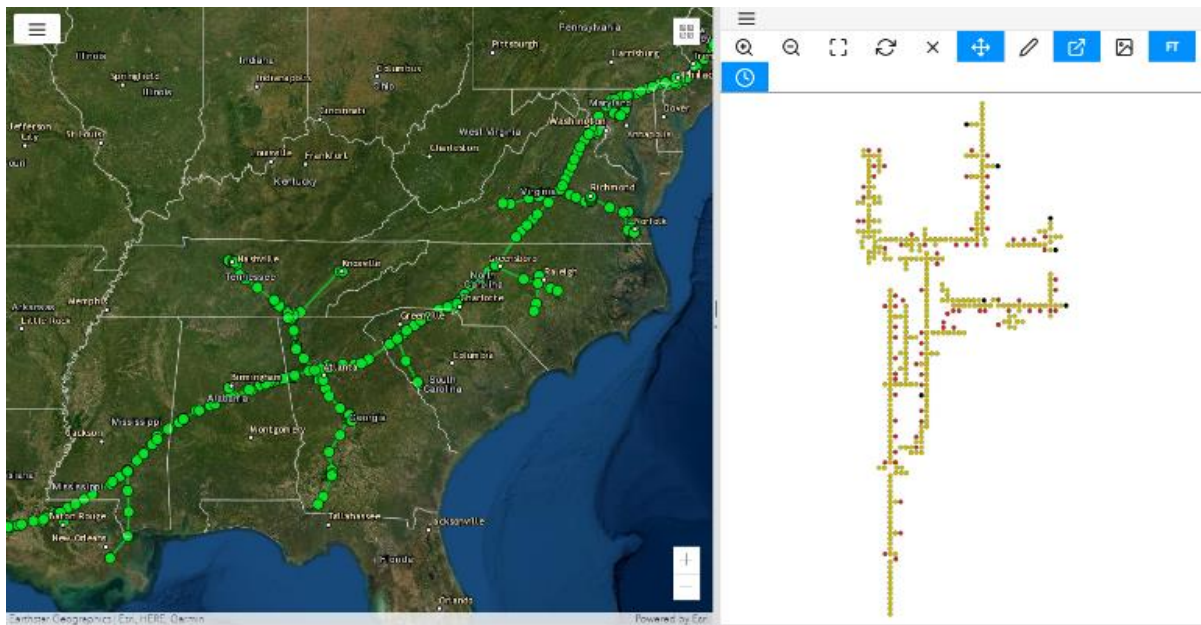 Pennsylvania
Pittsburgh
Harrisburg
Illinois
Indiana
Columbus
Springfield
Illinois
Indianapolis
Ohio
Maryland
Dover
Jefferson
City
St Louis
Cincinnati
Washington
Annapolis
West Virginia
Louisville
Frankfort
Charleston
Kentucky
Virginia
Richmond
Norfolk
Nashville
Knoxville
Greensboro
Raleigh
Tennessee
North
Carolina
Arkansas
Memphis
Charlotte
Little Rock
Greenville
Columbia
Atlanta
Birmingham
South
Carolina
Alabama
Mississippi
Georgia
Jackson
Montgomery
Mississippi
Baton Rouge
Tallahassee
Jacksonville
New Orleans
Florida
Orlando
Earthstar Geographics | Esri, HERE, Garmin
Powered by Esri
FT